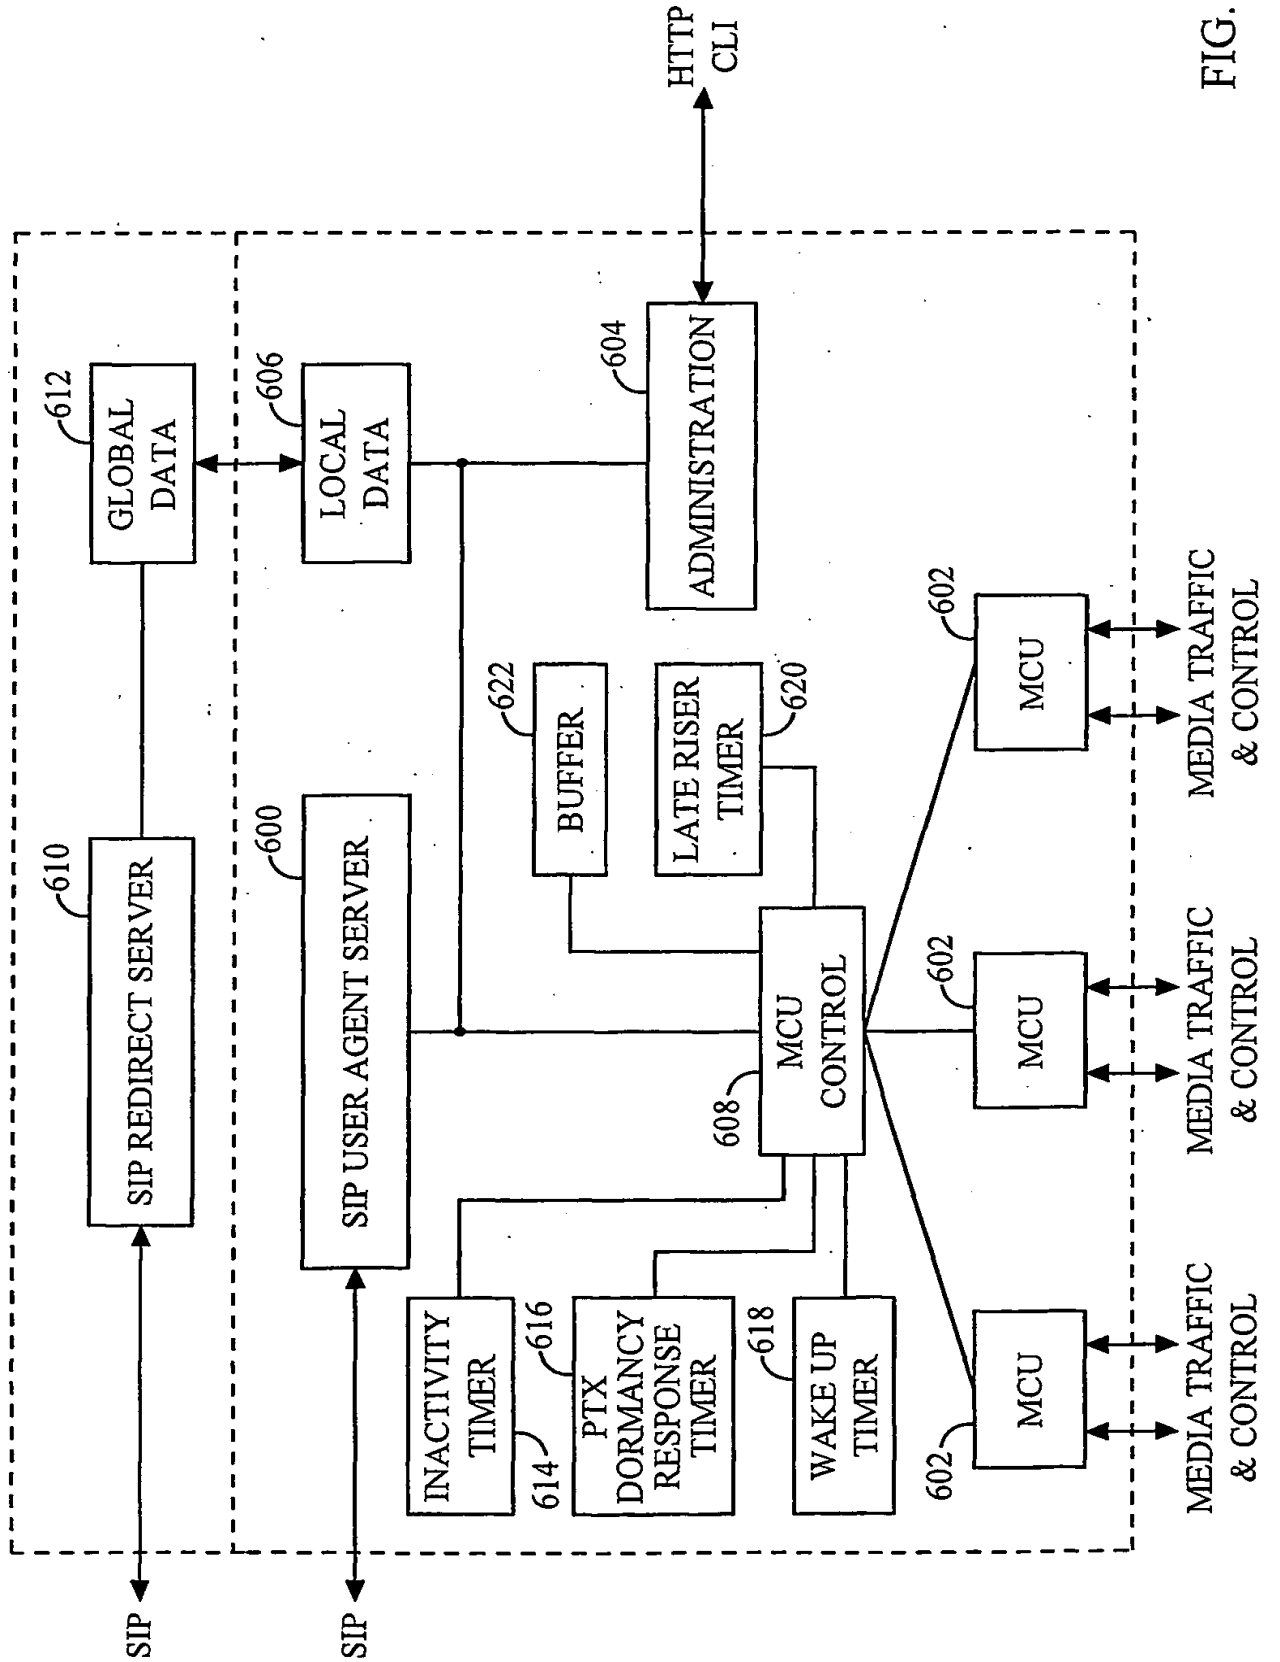 SIP
610
SIP REDIRECT SERVER
612
GLOBAL
DATA
SIP
600
SIP USER AGENT SERVER
606
LOCAL
DATA
INACTIVITY
TIMER
614
616
PTX
DORMANCY
RESPONSE
TIMER
618
WAKE UP
TIMER
622
BUFFER
LATE RISER
TIMER
620
604
ADMINISTRATION
HTTP
CLI
608
MCU
CONTROL
602
MCU
602
MCU
602
MCU
MEDIA TRAFFIC
& CONTROL
MEDIA TRAFFIC
& CONTROL
MEDIA TRAFFIC
& CONTROL
FIG.